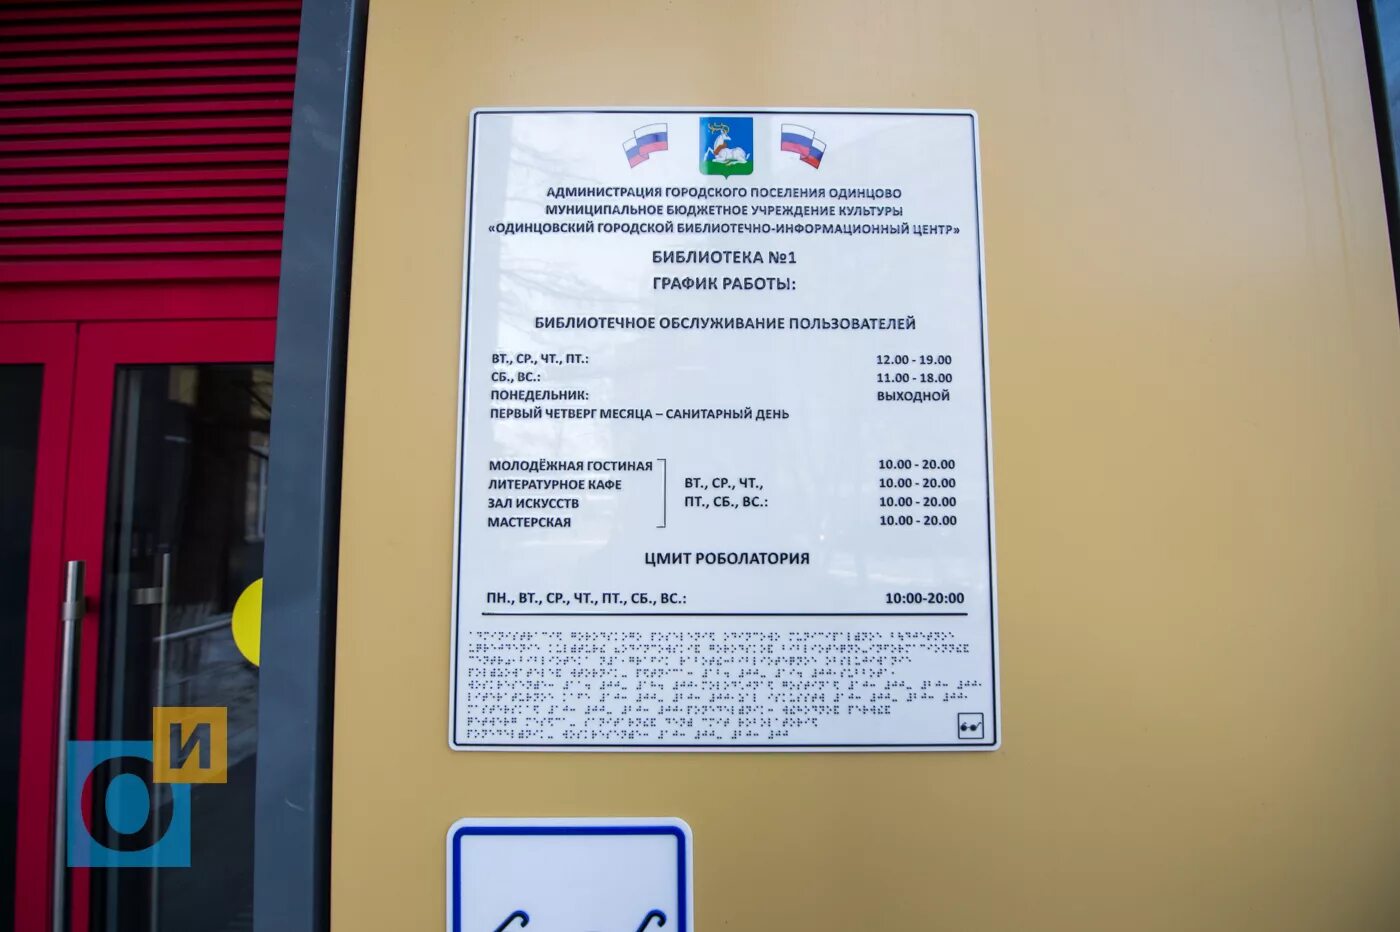 АДМИНИСТРАЦИЯ ГОРОДСКОГО ПОСЕЛЕНИЯ ОДИНЦОВО
МУНИЦИПАЛЬНОЕ БЮДЖЕТНОЕ УЧРЕЖДЕНИЕ КУЛЬТУРЫ
«ОДИНЦОВСКИЙ ГОРОДСКОЙ БИБЛИОТЕЧНО-ИНФОРМАЦИОННЫЙ ЦЕНТР»
БИБЛИОТЕКА №1
ГРАФИК РАБОТЫ:
БИБЛИОТЕЧНОЕ ОБСЛУЖИВАНИЕ ПОЛЬЗОВАТЕЛЕЙ
ВТ., СР., ЧТ., ПТ.: 12.00 - 19.00
СБ., ВС.: 11.00 - 18.00
ПОНЕДЕЛЬНИК: ВЫХОДНОЙ
ПЕРВЫЙ ЧЕТВЕРГ МЕСЯЦА – САНИТАРНЫЙ ДЕНЬ
МОЛОДЁЖНАЯ ГОСТИНАЯ 10.00 - 20.00
ЛИТЕРАТУРНОЕ КАФЕ ВТ., СР., ЧТ., 10.00 - 20.00
ЗАЛ ИСКУССТВ ПТ., СБ., ВС.: 10.00 - 20.00
МАСТЕРСКАЯ 10.00 - 20.00
ЦМИТ РОБОЛАТОРИЯ
ПН., ВТ., СР., ЧТ., ПТ., СБ., ВС.: 10:00-20:00
О И